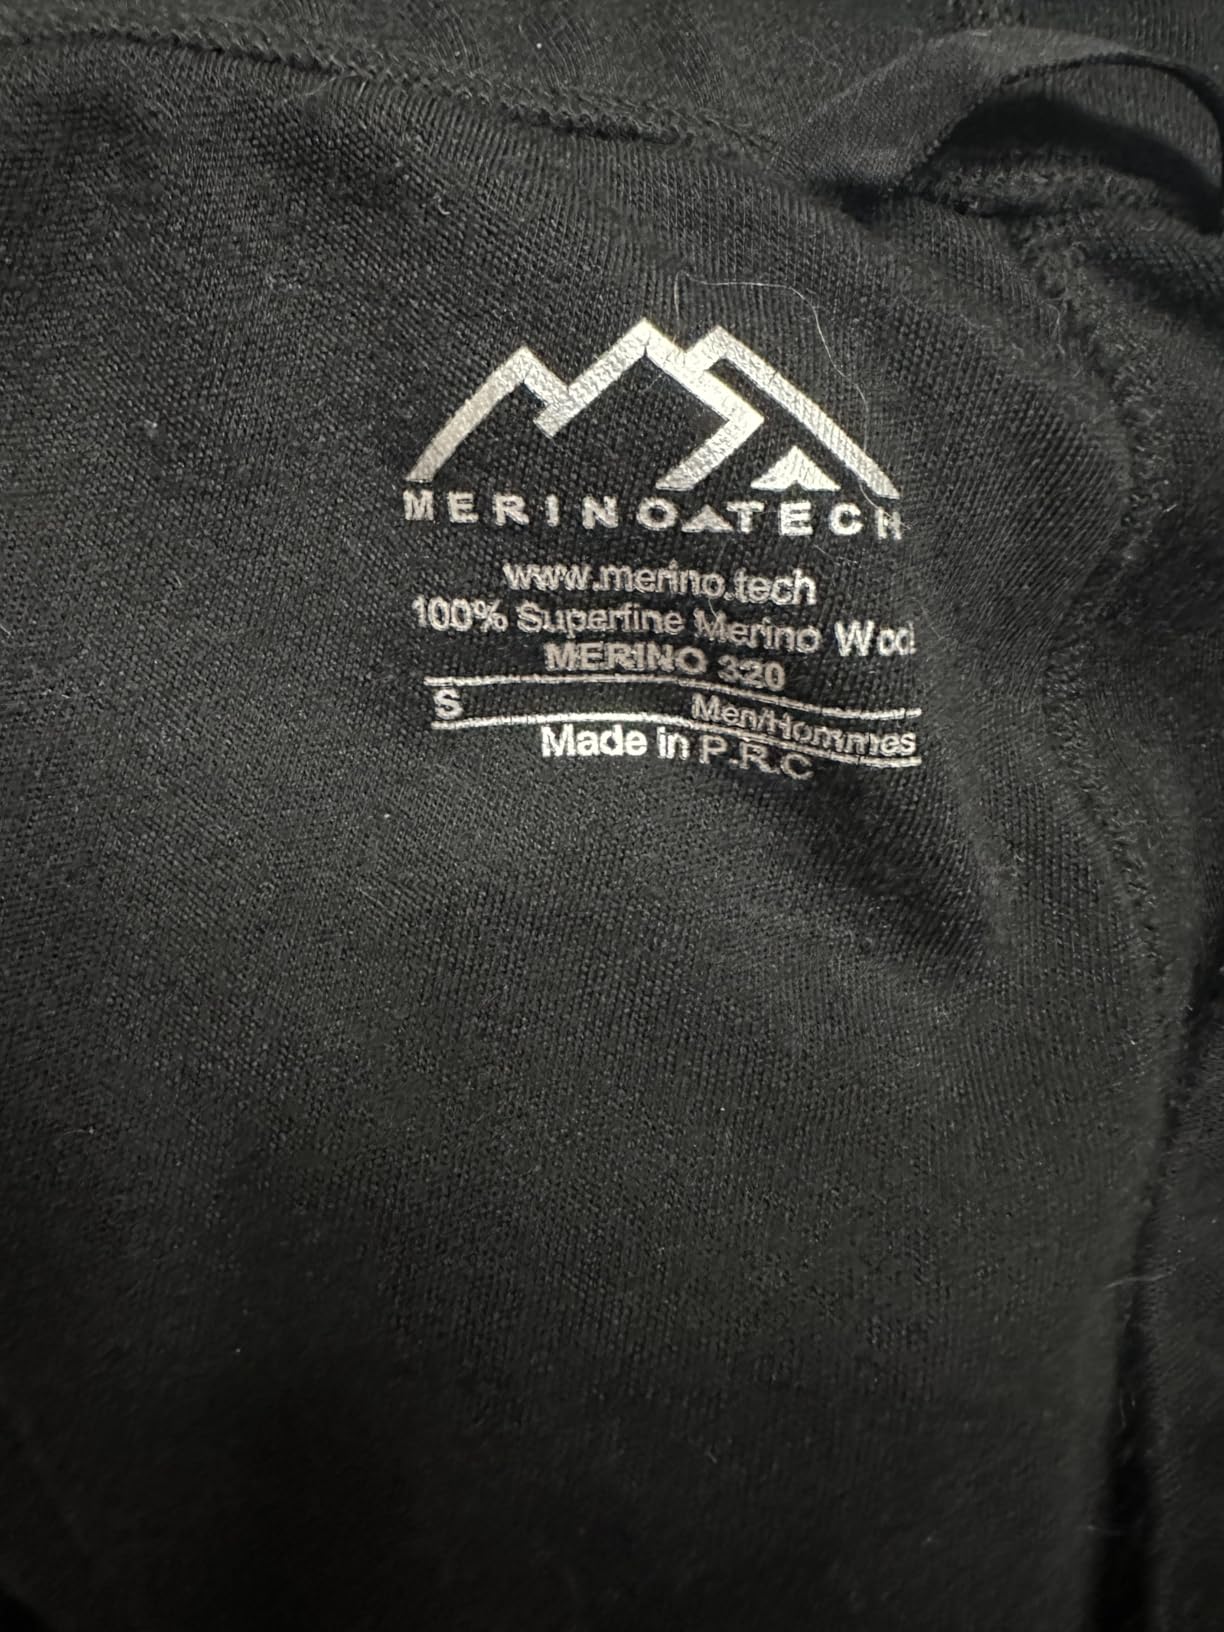 MERINO TECH
www.merino.tech
100% Superfine Merino Wool
MERINO 320
S Men/Hommes
Made in P.R.C